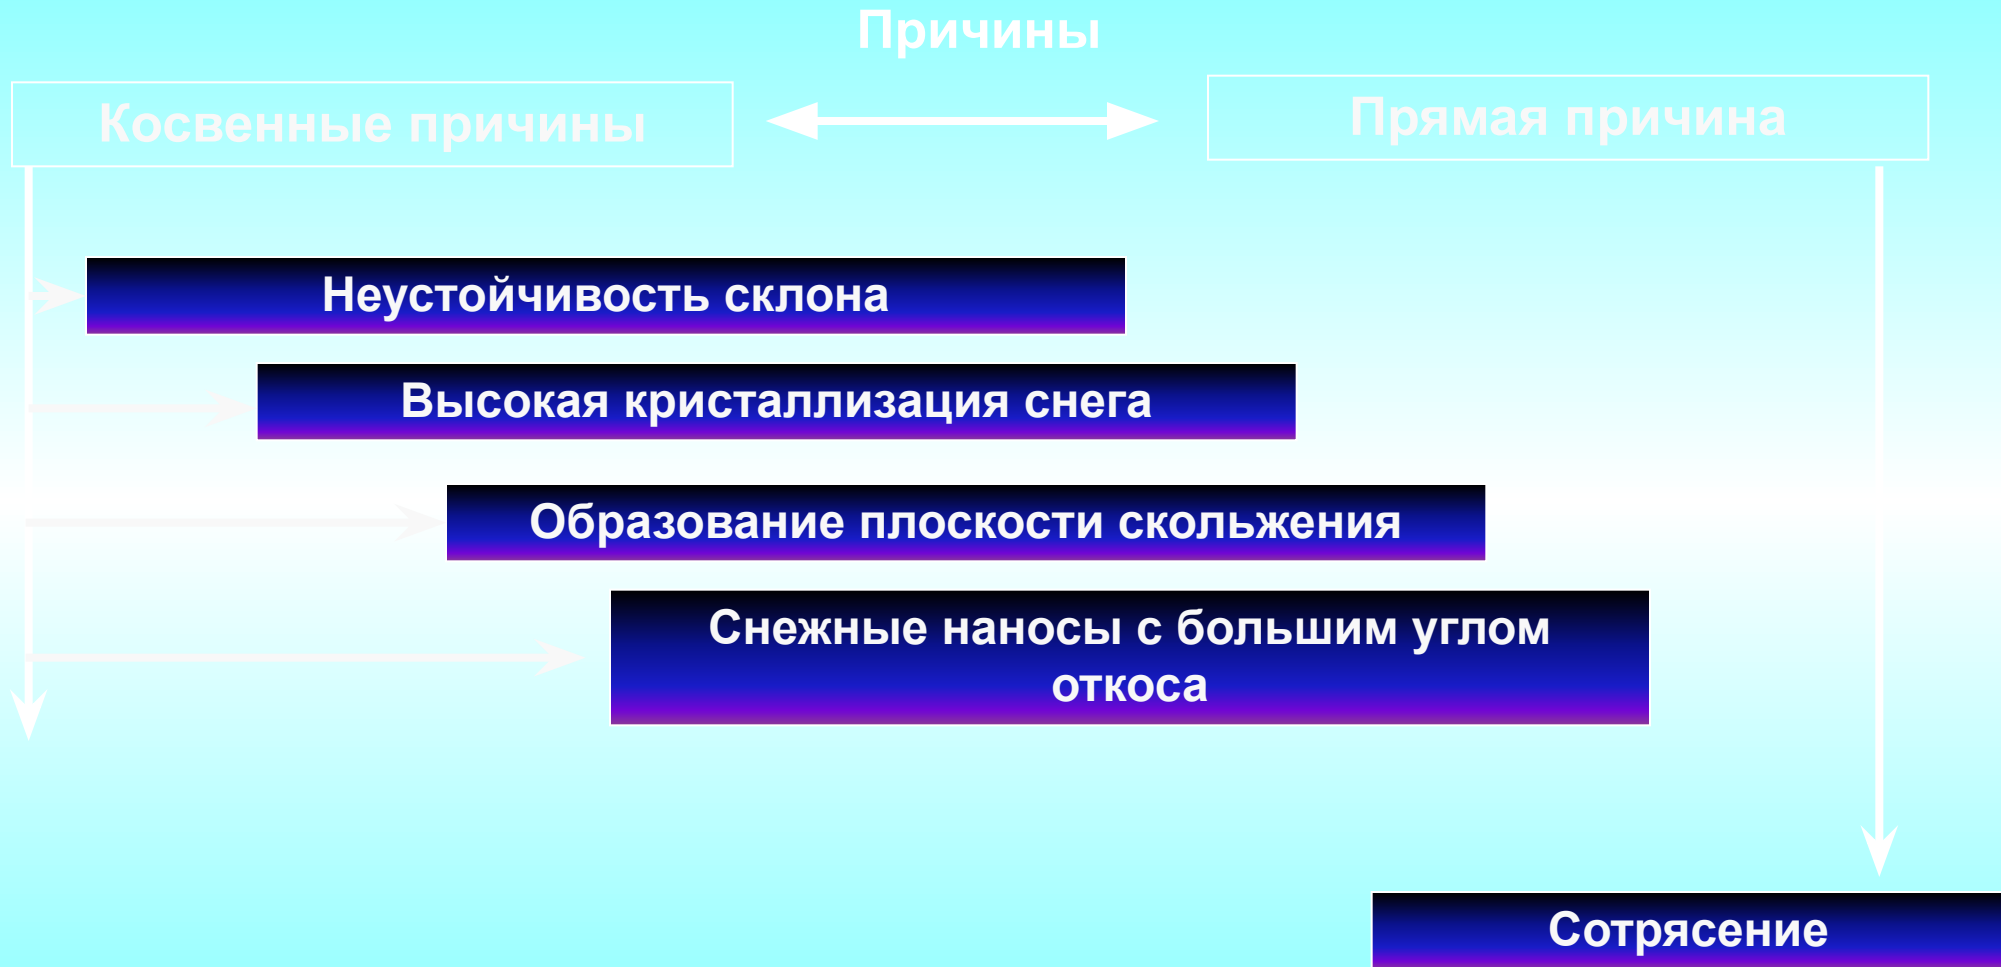 Причины
Косвенные причины
Прямая причина
Неустойчивость склона
Высокая кристаллизация снега
Образование плоскости скольжения
Снежные наносы с большим углом
откоса
Сотрясение